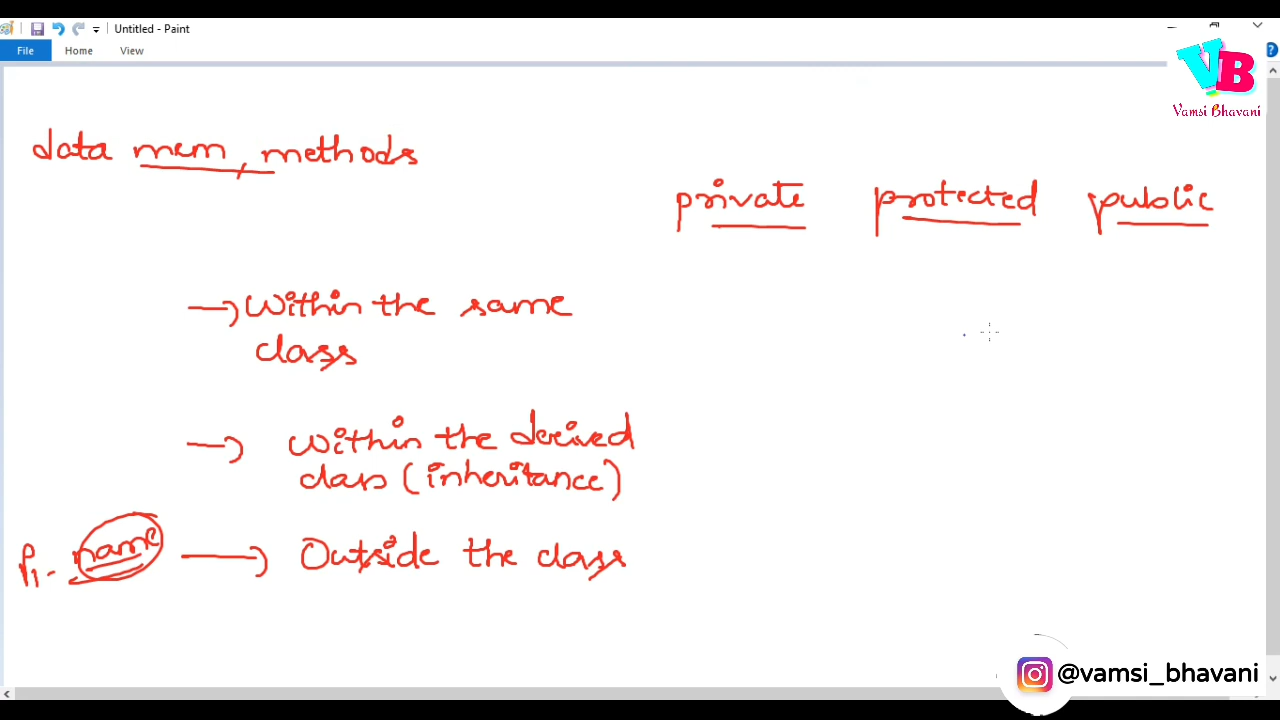 Untitled - Paint
File Home View
VB
Vamsi Bhavani
data mem, methods
private protected public
→ Within the same
class
→ Within the derived
class (inheritance)
P1. name → Outside the class
@vamsi_bhavani